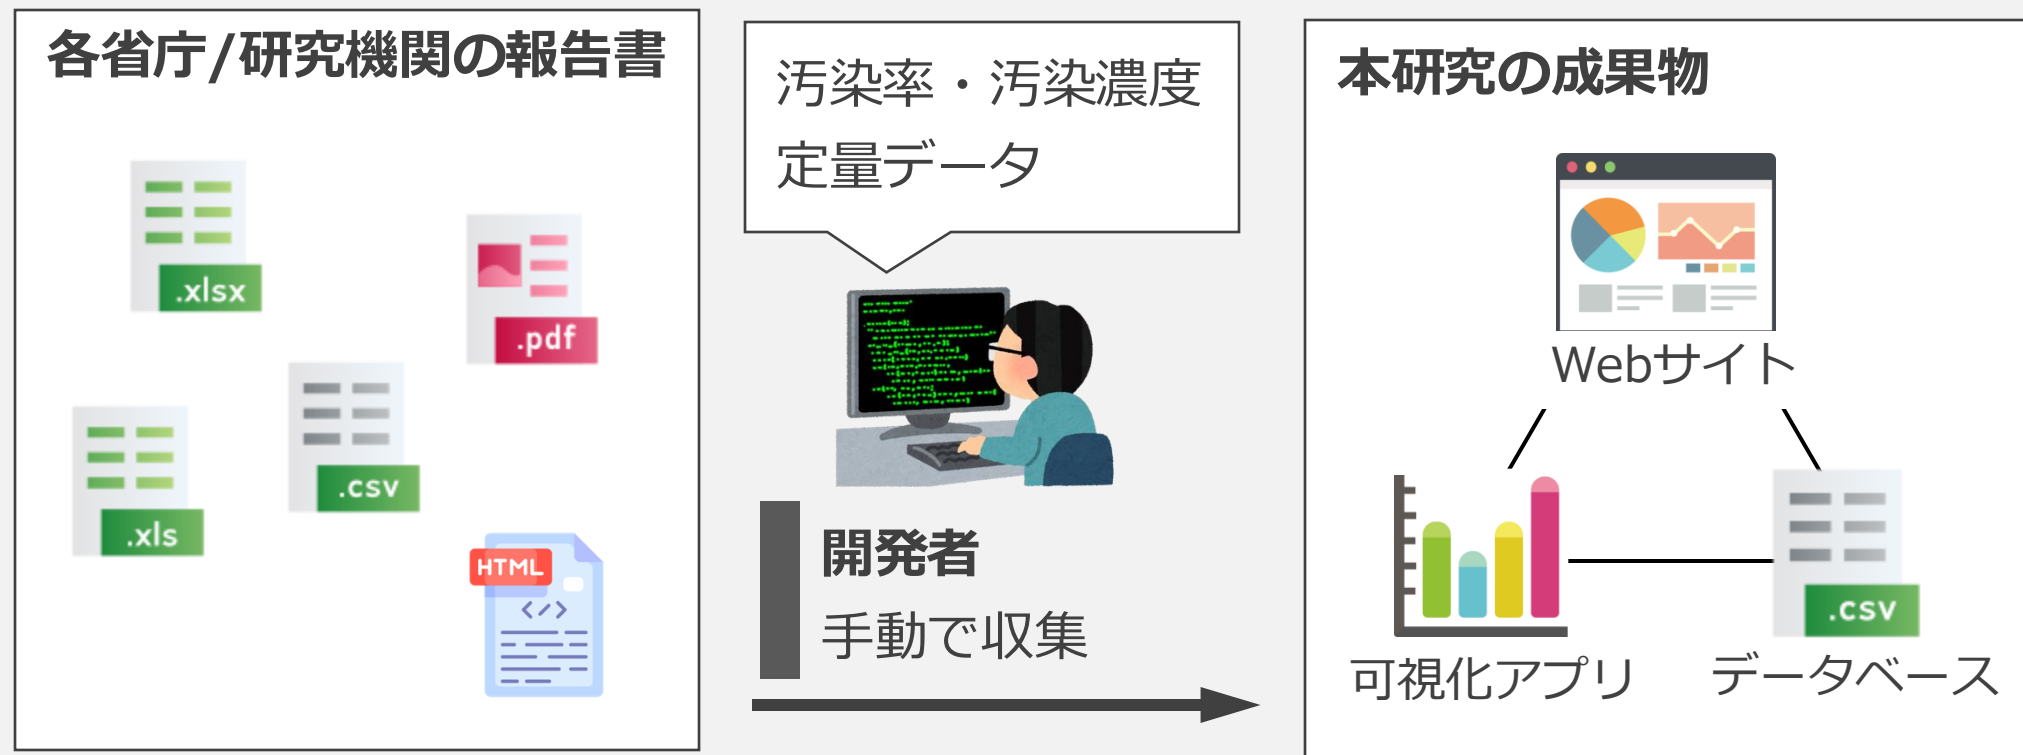 各省庁/研究機関の報告書
.xlsx
.pdf
.csv
.xls
HTML
汚染率・汚染濃度
定量データ
開発者
手動で収集
本研究の成果物
Webサイト
.csv
可視化アプリ
データベース